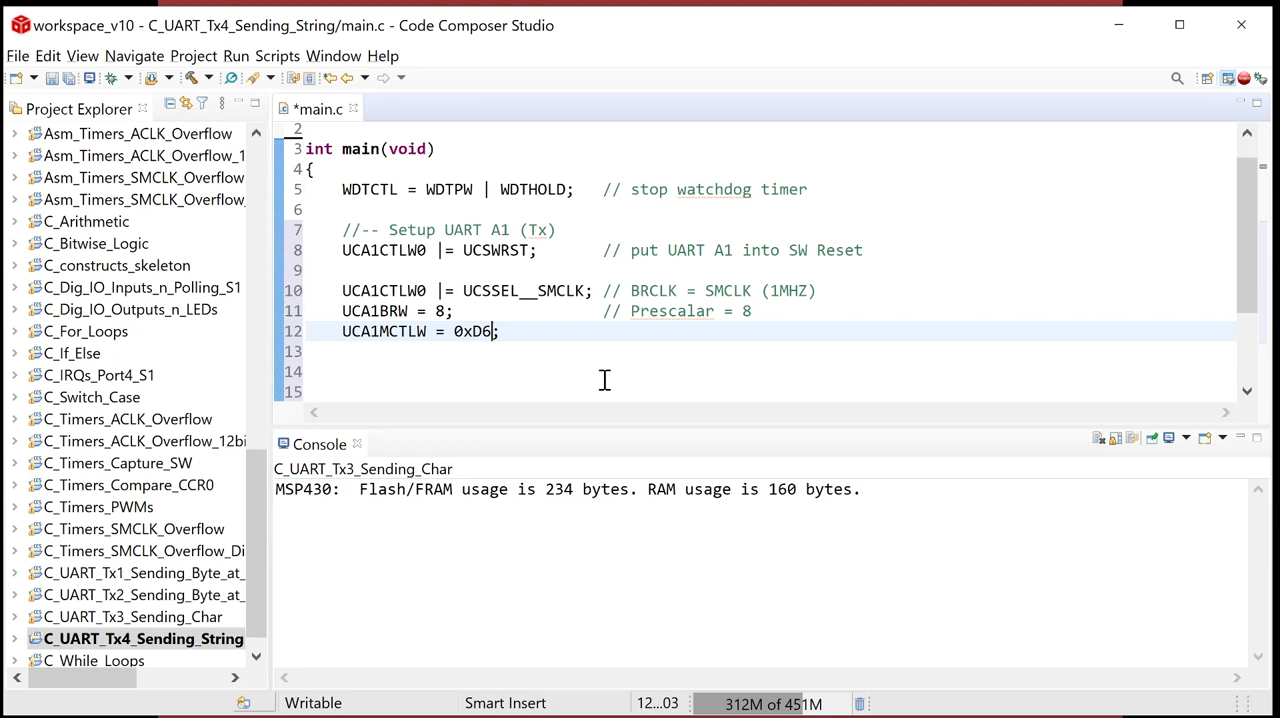 workspace_v10 - C_UART_Tx4_Sending_String/main.c - Code Composer Studio
File Edit View Navigate Project Run Scripts Window Help
Project Explorer
Asm_Timers_ACLK_Overflow
Asm_Timers_ACLK_Overflow_1
Asm_Timers_SMCLK_Overflow
Asm_Timers_SMCLK_Overflow_
C_Arithmetic
C_Bitwise_Logic
C_constructs_skeleton
C_Dig_IO_Inputs_n_Polling_S1
C_Dig_IO_Outputs_n_LEDs
C_For_Loops
C_If_Else
C_IRQs_Port4_S1
C_Switch_Case
C_Timers_ACLK_Overflow
C_Timers_ACLK_Overflow_12bi
C_Timers_Capture_SW
C_Timers_Compare_CCR0
C_Timers_PWMs
C_Timers_SMCLK_Overflow
C_Timers_SMCLK_Overflow_Di
C_UART_Tx1_Sending_Byte_at_
C_UART_Tx2_Sending_Byte_at_
C_UART_Tx3_Sending_Char
C_UART_Tx4_Sending_String
C_While_Loops
*main.c
2
3 int main(void)
4 {
5 WDTCTL = WDTPW | WDTHOLD; // stop watchdog timer
6
7 //-- Setup UART A1 (Tx)
8 UCA1CTLW0 |= UCSWRST; // put UART A1 into SW Reset
9
10 UCA1CTLW0 |= UCSSEL__SMCLK; // BRCLK = SMCLK (1MHZ)
11 UCA1BRW = 8; // Prescalar = 8
12 UCA1MCTLW = 0xD6;
13
14
15
Console
C_UART_Tx3_Sending_Char
MSP430: Flash/FRAM usage is 234 bytes. RAM usage is 160 bytes.
Writable Smart Insert 12...03 312M of 451M